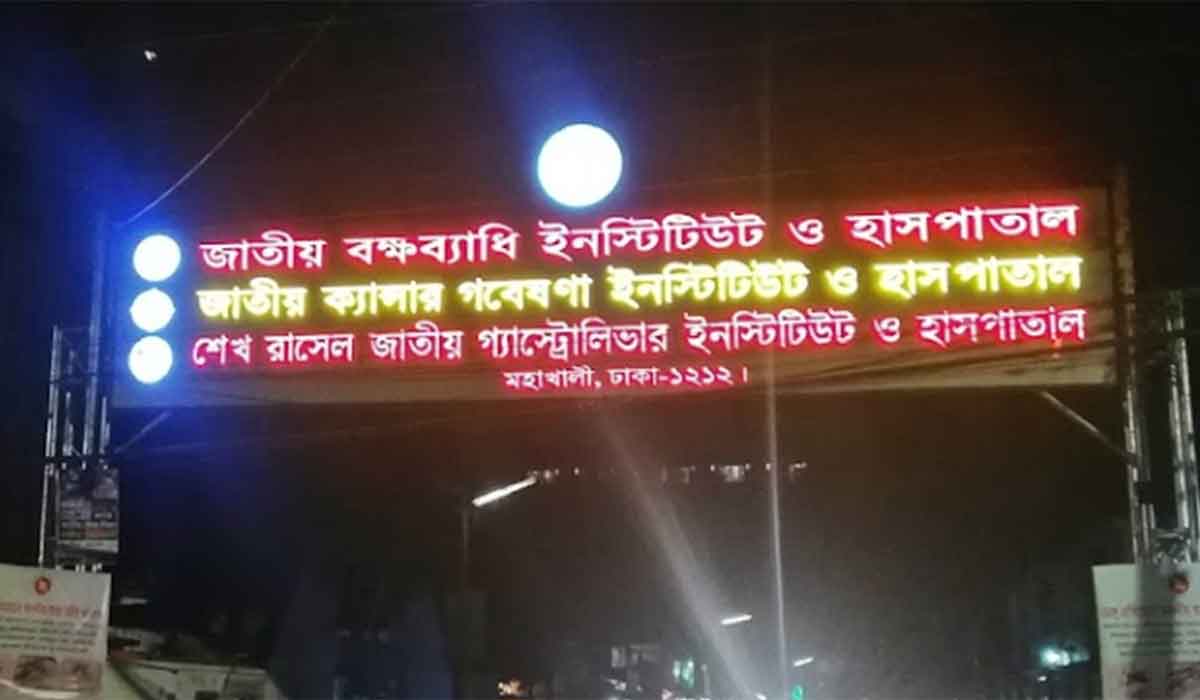 জাতীয় বক্ষব্যাধি ইনস্টিটিউট ও হাসপাতাল
জাতীয় ক্যান্সার গবেষণা ইনস্টিটিউট ও হাসপাতাল
শেখ রাসেল জাতীয় গ্যাস্ট্রোলিভার ইনস্টিটিউট ও হাসপাতাল
মহাখালী, ঢাকা-১২১২।